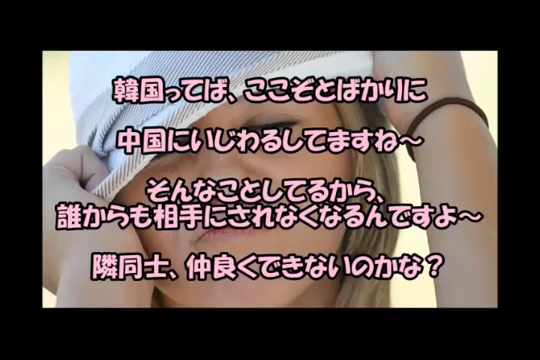 韓国ってば、ここぞとばかりに
中国にいじわるしてますね～
そんなことしてるから、
誰からも相手にされなくなるんですよ～
隣同士、仲良くできないのかな？